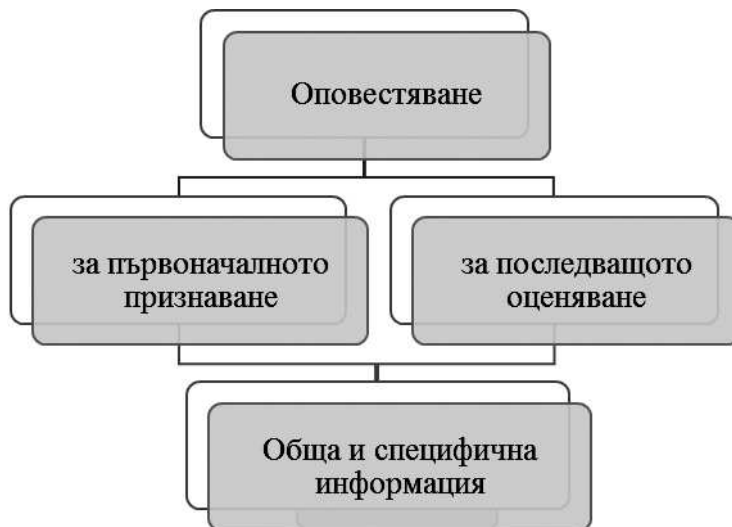 Оповестяване
за първоначалното
признаване
за последващото
оценяване
Обща и специфична
информация